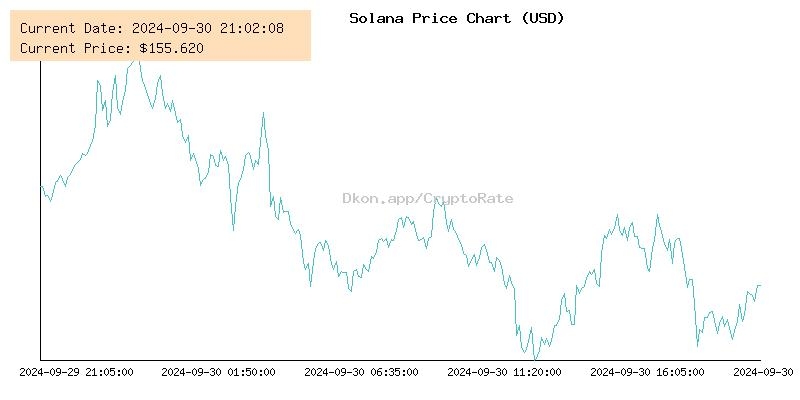 Solana Price Chart (USD)
Current Date: 2024-09-30 21:02:08
Current Price: $155.620
Dkon.app/CryptoRate
2024-09-29 21:05:00 2024-09-30 01:50:00 2024-09-30 06:35:00 2024-09-30 11:20:00 2024-09-30 16:05:00 2024-09-30